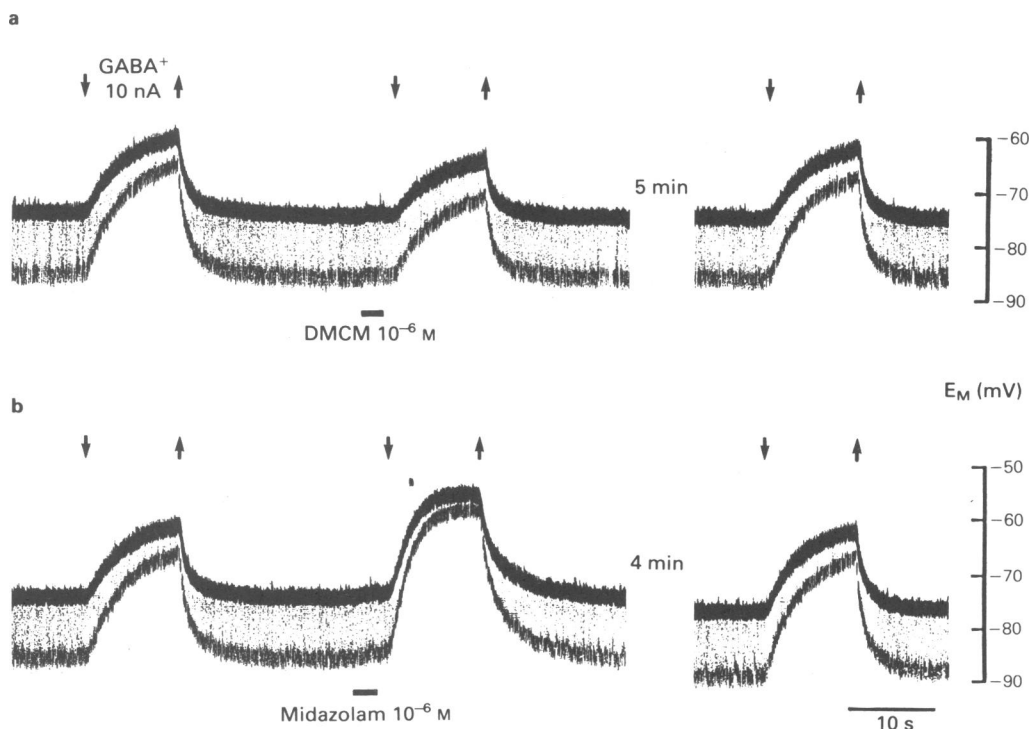 a
GABA⁺
10 nA
5 min
−60
−70
−80
−90
DMCM 10⁻⁶ M
b
E_M (mV)
−50
−60
4 min
−70
−80
−90
Midazolam 10⁻⁶ M
10 s